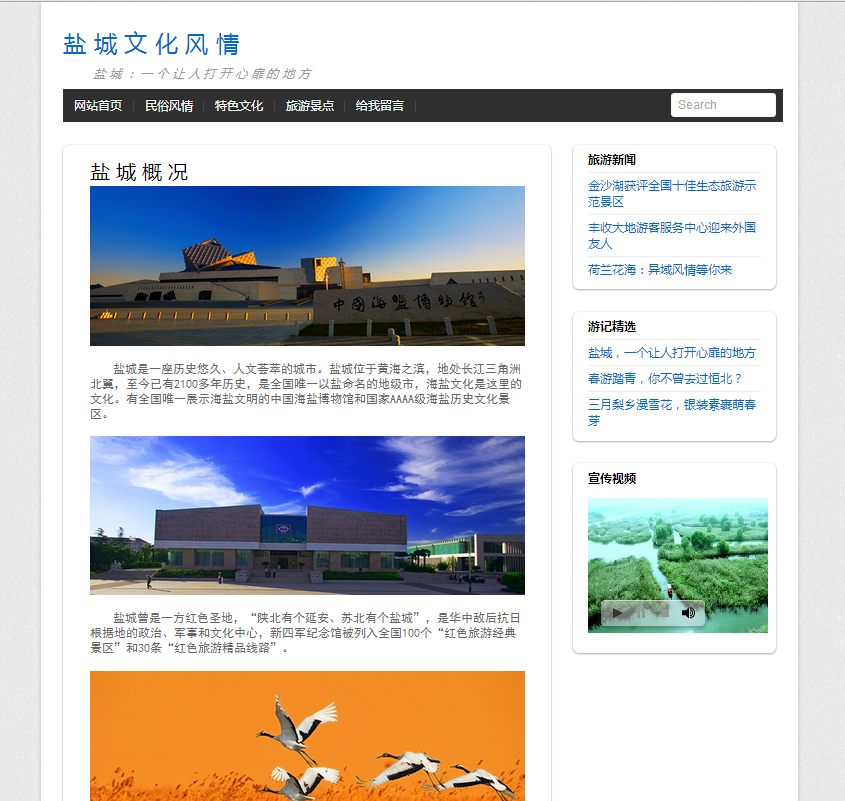 盐城文化风情
盐城：一个让人打开心扉的地方
网站首页 民俗风情 特色文化 旅游景点 给我留言 Search
盐城概况
中国海盐博物馆
盐城是一座历史悠久、人文荟萃的城市。盐城位于黄海之滨，地处长江三角洲
北翼，至今已有2100多年历史，是全国唯一以盐命名的地级市，海盐文化是这里的
文化。有全国唯一展示海盐文明的中国海盐博物馆和国家AAAA级海盐历史文化景
区。
盐城曾是一方红色圣地，“陕北有个延安、苏北有个盐城”，是华中敌后抗日
根据地的政治、军事和文化中心，新四军纪念馆被列入全国100个“红色旅游经典
景区”和30条“红色旅游精品线路”。
旅游新闻
金沙湖获评全国十佳生态旅游示
范景区
丰收大地游客服务中心迎来外国
友人
荷兰花海：异域风情等你来
游记精选
盐城，一个让人打开心扉的地方
春游踏青，你不曾去过恒北？
三月梨乡漫雪花，银装素裹萌春
芽
宣传视频